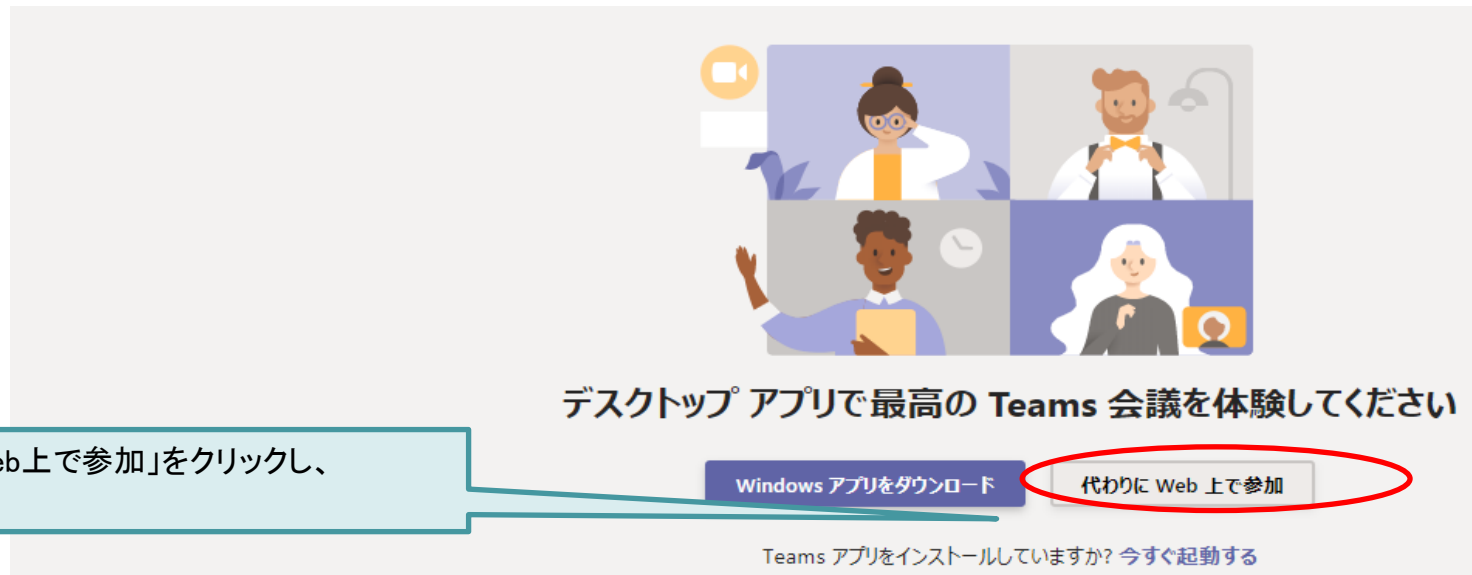 デスクトップ アプリで最高の Teams 会議を体験してください
eb上で参加」をクリックし、
Windows アプリをダウンロード
代わりに Web 上で参加
Teams アプリをインストールしていますか? 今すぐ起動する